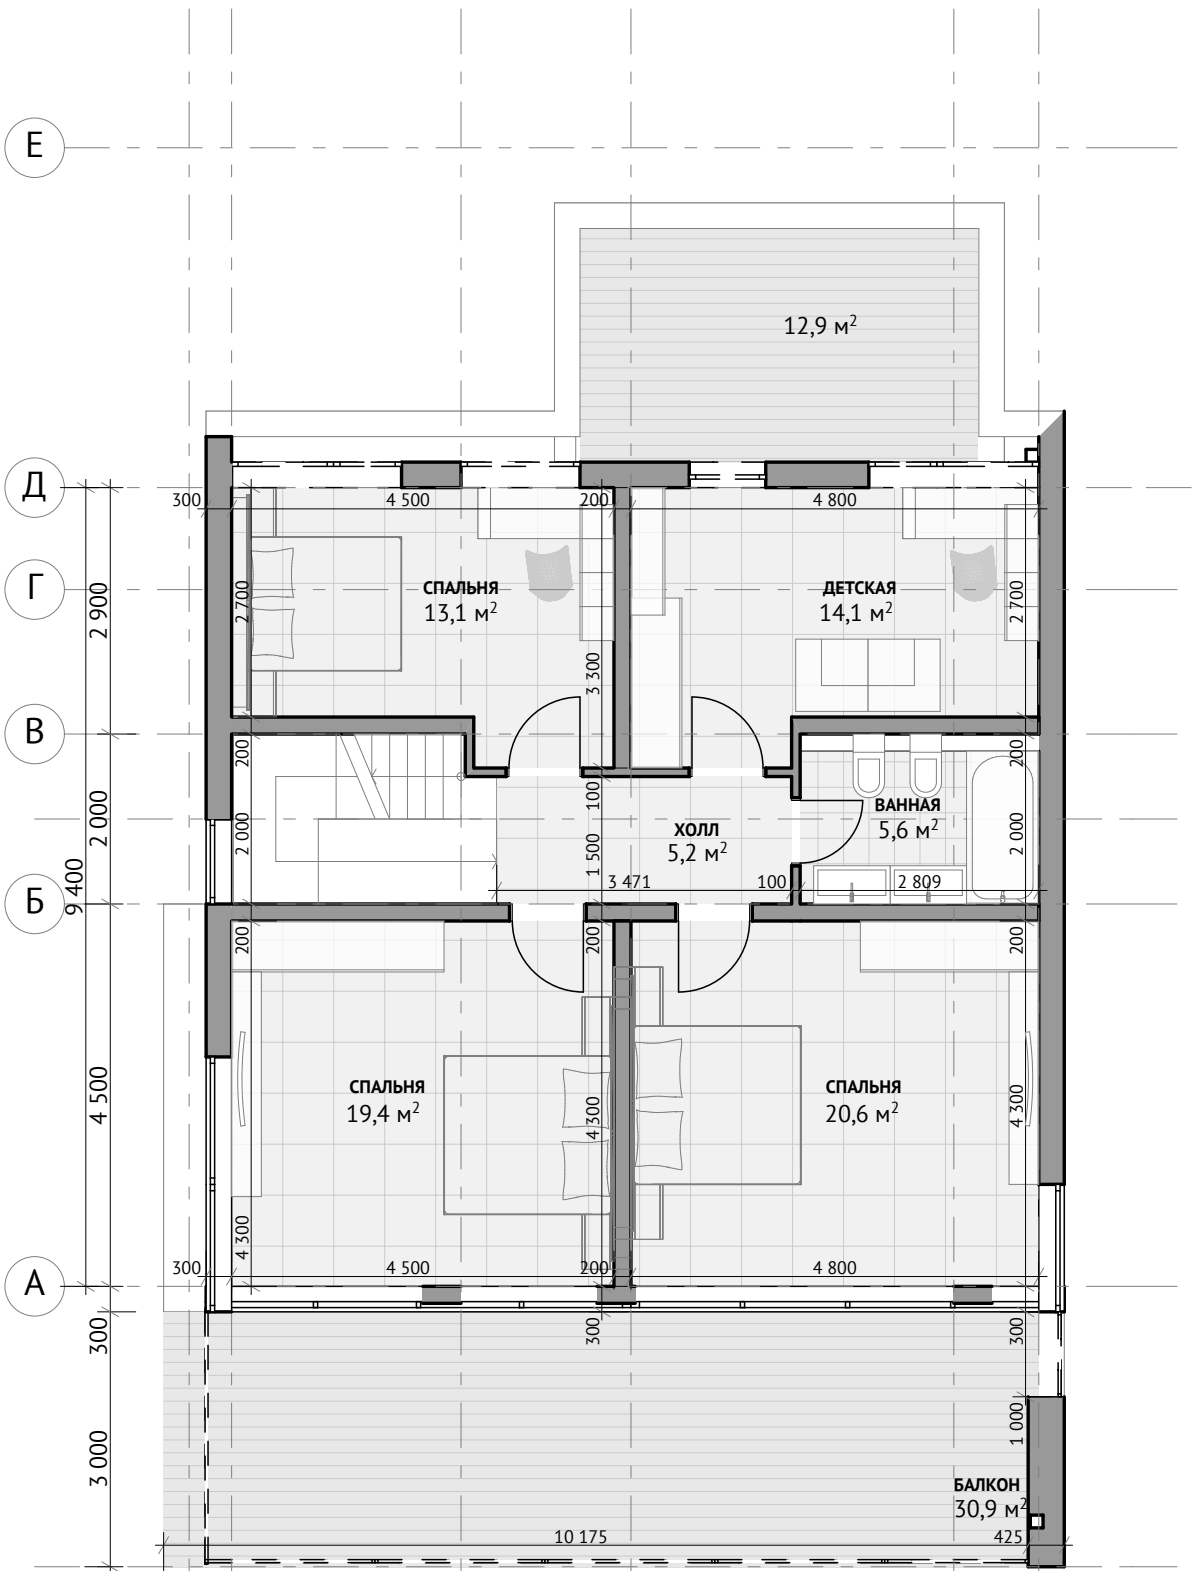 Е
12,9 м²
Д
300
4 500
200
4 800
Г
2 900
2 700
СПАЛЬНЯ
13,1 м²
ДЕТСКАЯ
14,1 м²
2 700
3 300
В
200
200
2 000
2 000
100
ХОЛЛ
5,2 м²
ВАННАЯ
5,6 м²
2 000
1 500
9 400
3 471
100
2 809
Б
200
200
200
4 500
СПАЛЬНЯ
19,4 м²
4 300
СПАЛЬНЯ
20,6 м²
4 300
4 300
300
4 500
200
4 800
А
300
300
300
3 000
1 000
БАЛКОН
30,9 м²
10 175
425